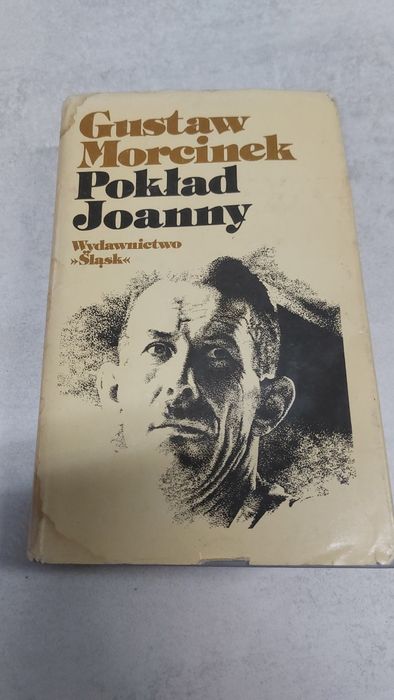 Gustaw
Morcinek
Pokład
Joanny
Wydawnictwo
»Śląsk«